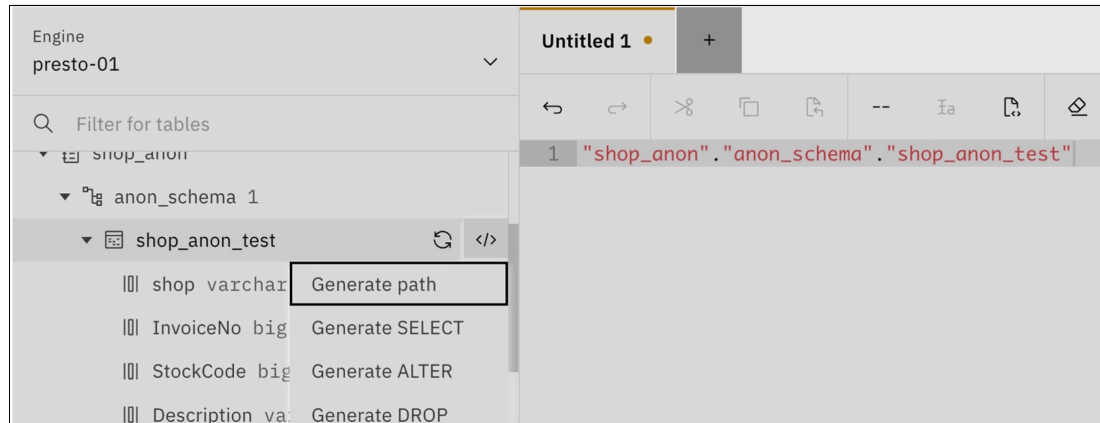 Engine
presto-01
Filter for tables
shop_anon
anon_schema 1
shop_anon_test
</>
shop varchar
InvoiceNo big
StockCode big
Description va
Generate path
Generate SELECT
Generate ALTER
Generate DROP
Untitled 1
+
--
Ia
1 "shop_anon"."anon_schema"."shop_anon_test"